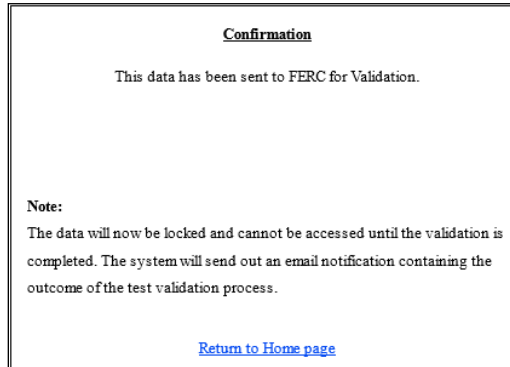 Confirmation
This data has been sent to FERC for Validation.
Note:
The data will now be locked and cannot be accessed until the validation is
completed. The system will send out an email notification containing the
outcome of the test validation process.
Return to Home page